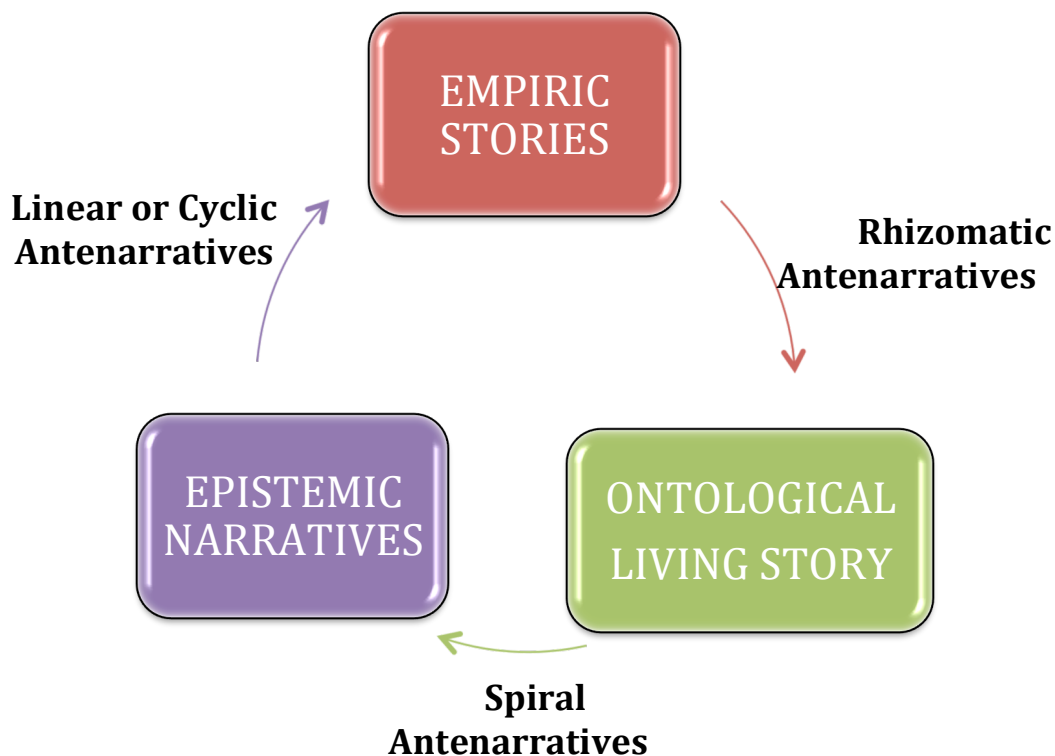 EMPIRIC
STORIES
Linear or Cyclic
Antenarratives
Rhizomatic
Antenarratives
EPISTEMIC
NARRATIVES
ONTOLOGICAL
LIVING STORY
Spiral
Antenarratives